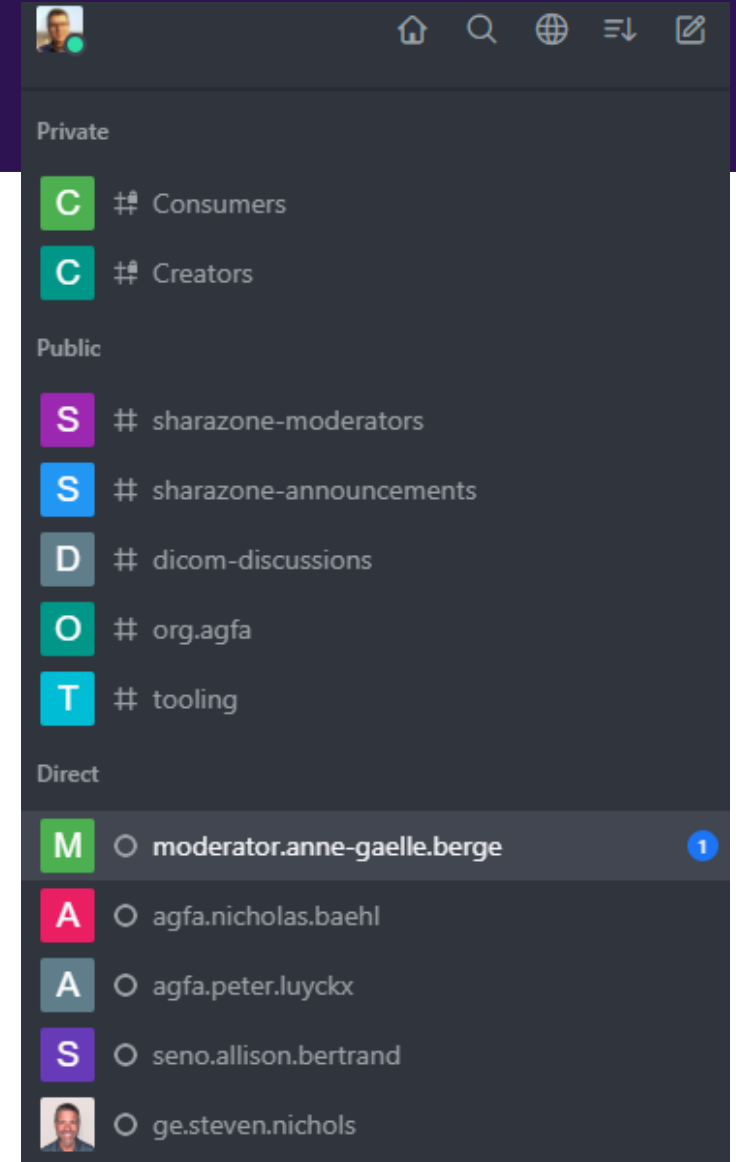 Private
C Consumers
C Creators
Public
S # sharazone-moderators
S # sharazone-announcements
D # dicom-discussions
O # org.agfa
T # tooling
Direct
M moderator.anne-gaelle.berge 1
A agfa.nicholas.baehl
A agfa.peter.luyckx
S seno.allison.bertrand
ge.steven.nichols